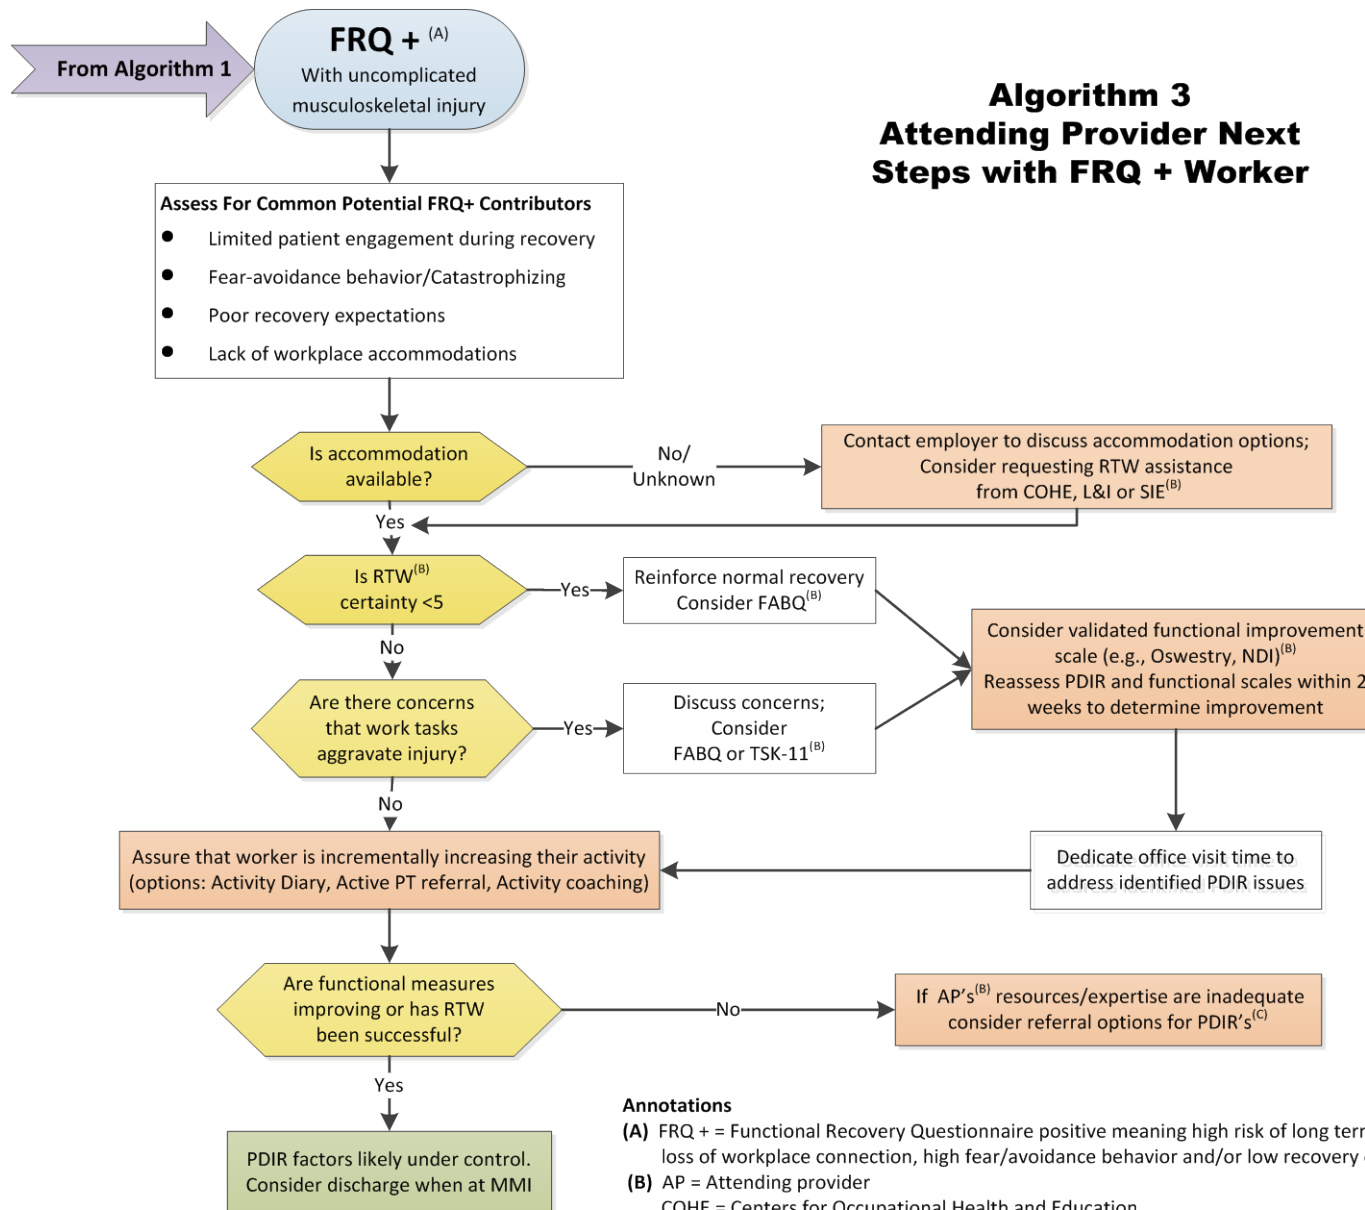 From Algorithm 1
FRQ + (A)
With uncomplicated
musculoskeletal injury
Algorithm 3
Attending Provider Next
Steps with FRQ + Worker
Assess For Common Potential FRQ+ Contributors
● Limited patient engagement during recovery
● Fear-avoidance behavior/Catastrophizing
● Poor recovery expectations
● Lack of workplace accommodations
Is accommodation
available?
No/
Unknown
Contact employer to discuss accommodation options;
Consider requesting RTW assistance
from COHE, L&I or SIE(B)
Yes
Is RTW(B)
certainty <5
Yes
Reinforce normal recovery
Consider FABQ(B)
Consider validated functional improvement
scale (e.g., Oswestry, NDI)(B)
Reassess PDIR and functional scales within 2
weeks to determine improvement
No
Are there concerns
that work tasks
aggravate injury?
Yes
Discuss concerns;
Consider
FABQ or TSK-11(B)
No
Assure that worker is incrementally increasing their activity
(options: Activity Diary, Active PT referral, Activity coaching)
Dedicate office visit time to
address identified PDIR issues
Are functional measures
improving or has RTW
been successful?
No
If AP's(B) resources/expertise are inadequate
consider referral options for PDIR's(C)
Yes
PDIR factors likely under control.
Consider discharge when at MMI
Annotations
(A) FRQ + = Functional Recovery Questionnaire positive meaning high risk of long term
loss of workplace connection, high fear/avoidance behavior and/or low recovery
(B) AP = Attending provider
COHE = Centers for Occupational Health and Education